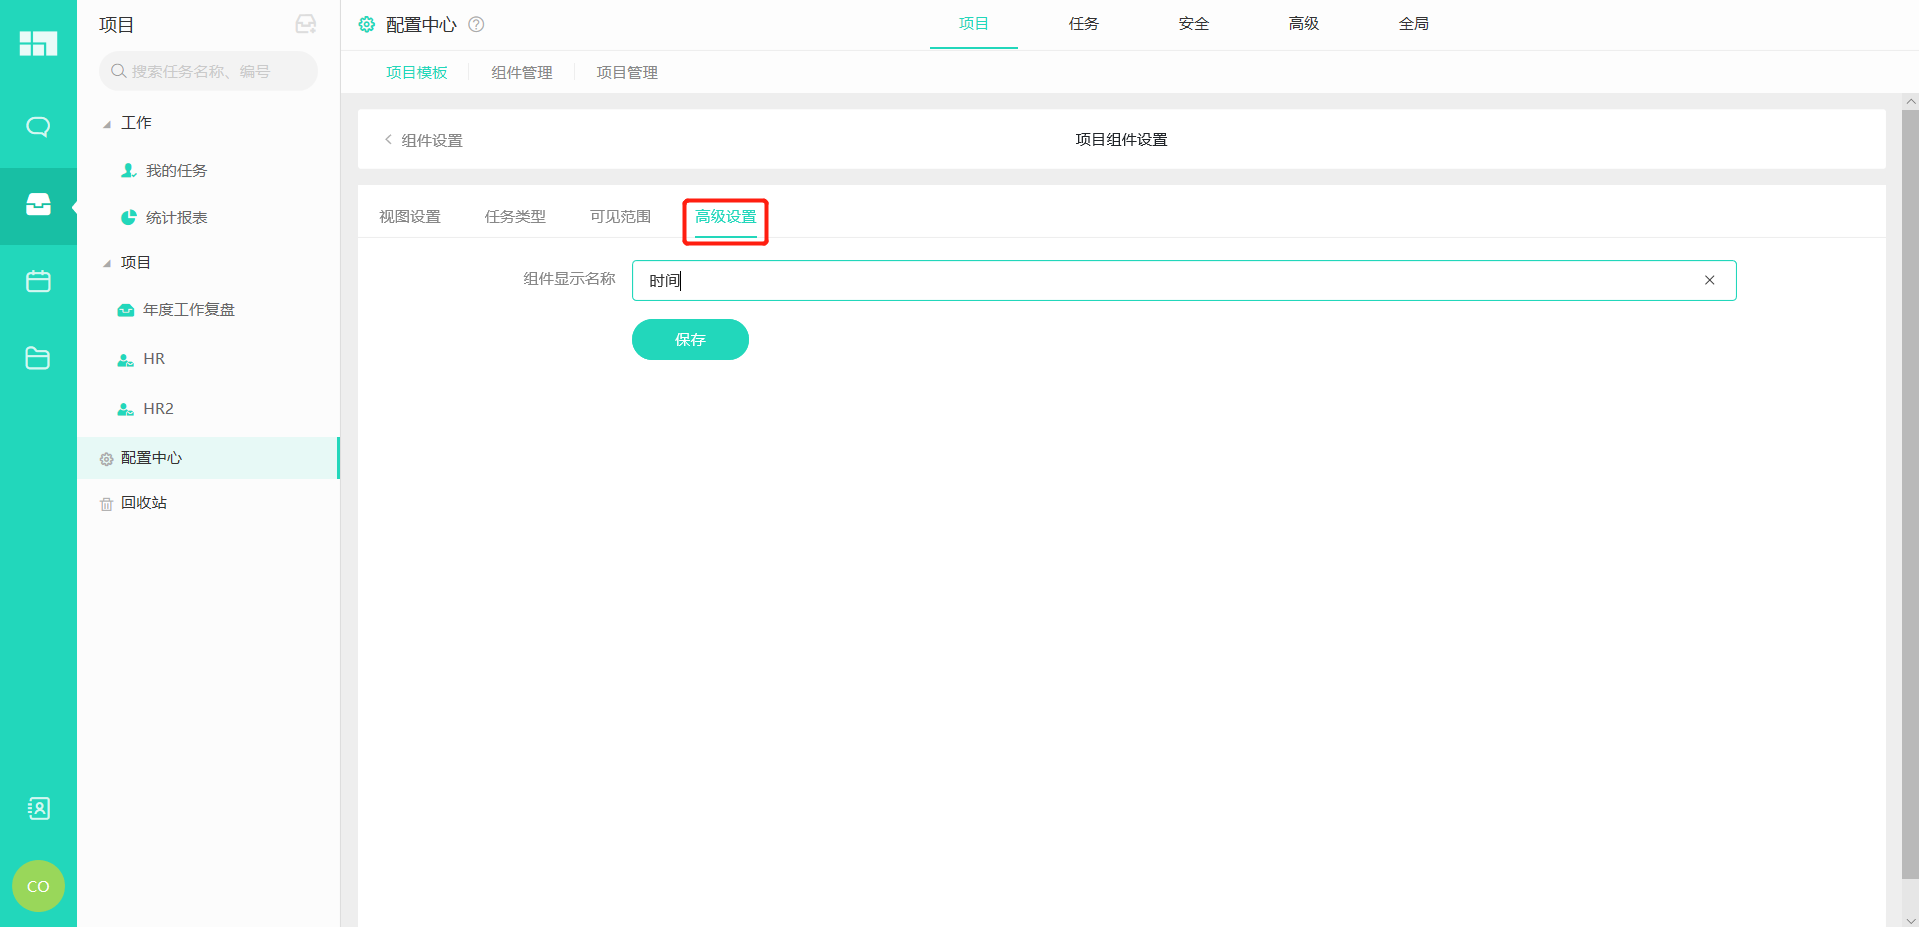 项目
搜索任务名称、编号
工作
我的任务
统计报表
项目
年度工作复盘
HR
HR2
配置中心
回收站
CO
配置中心
项目 任务 安全 高级 全局
项目模板 组件管理 项目管理
组件设置
项目组件设置
视图设置 任务类型 可见范围 高级设置
组件显示名称 时间
保存